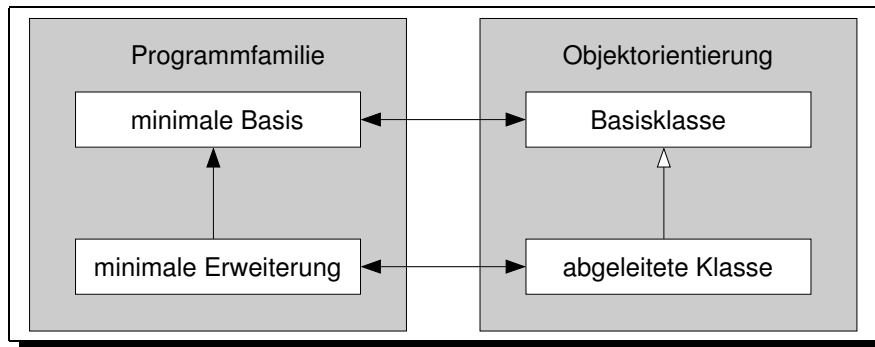 Programmfamilie
Objektorientierung
minimale Basis
Basisklasse
minimale Erweiterung
abgeleitete Klasse